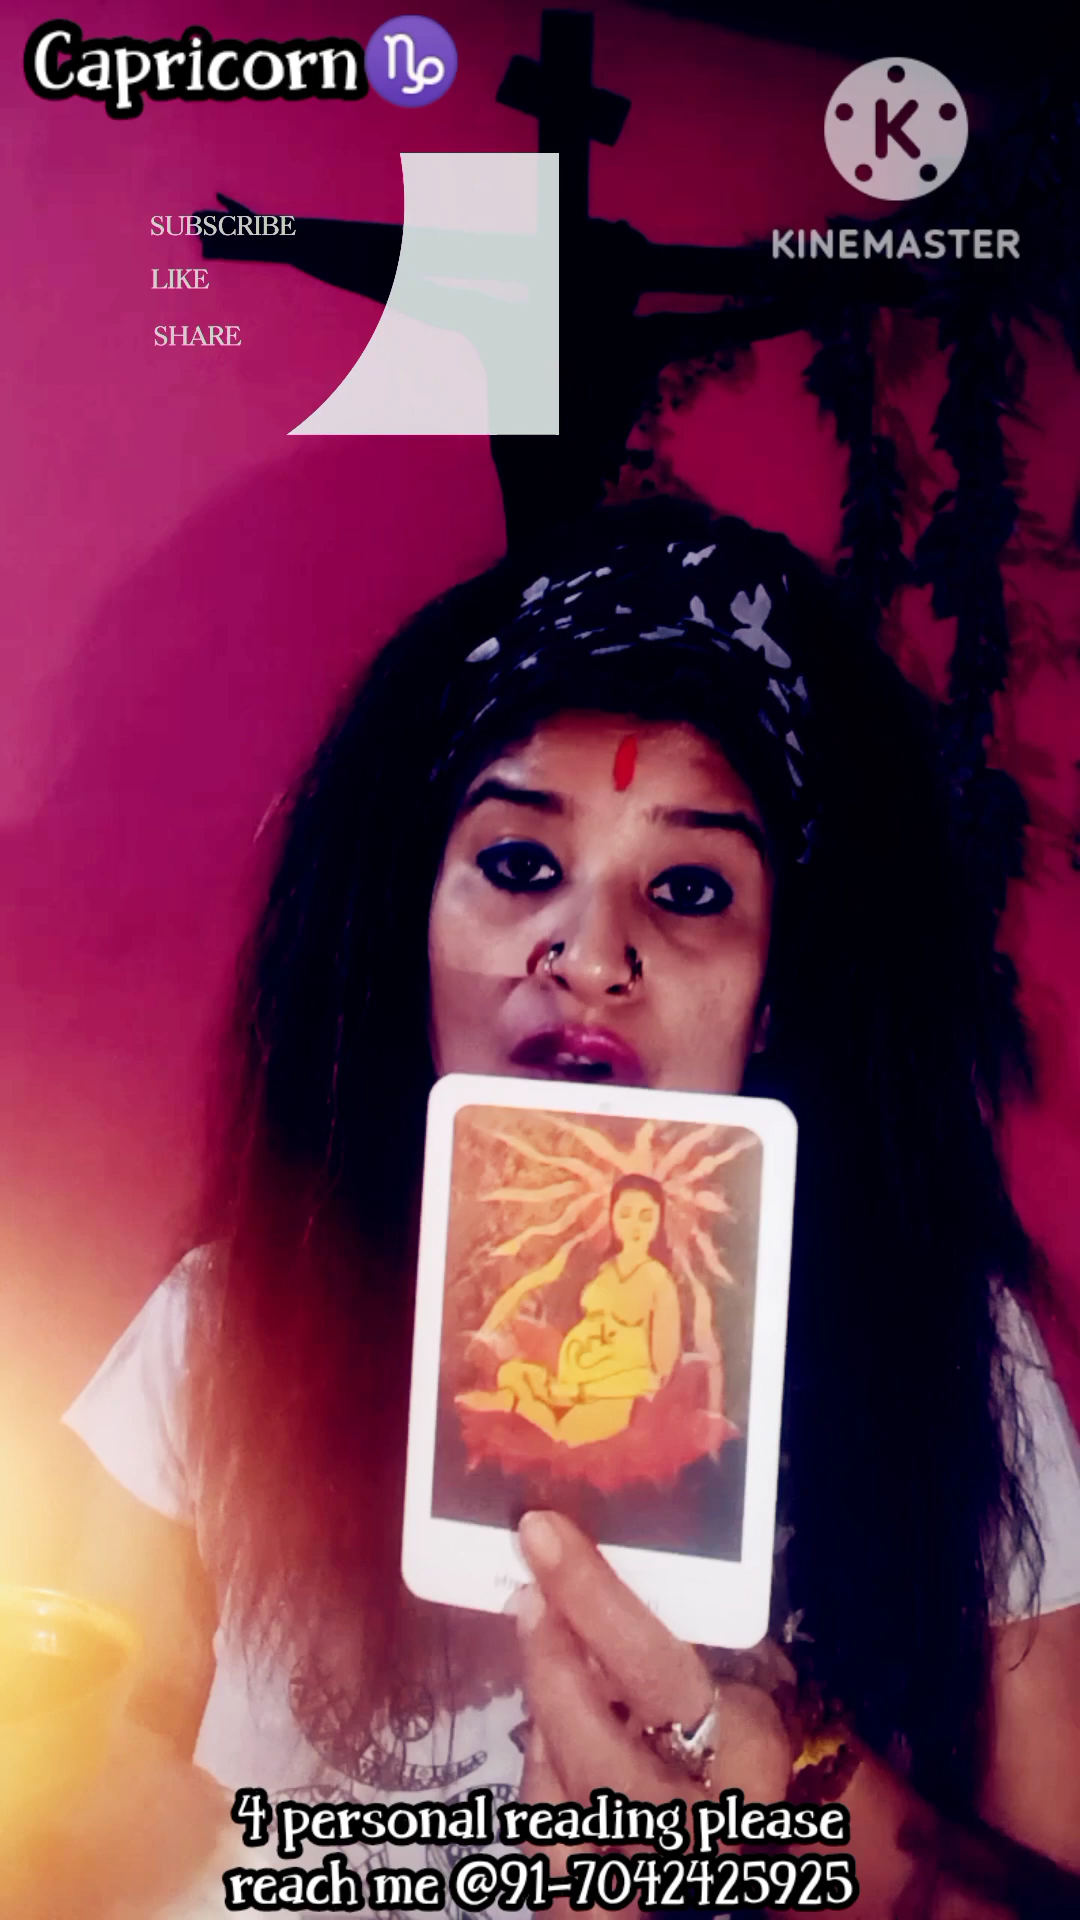 Capricorn♑
K
KINEMASTER
SUBSCRIBE
LIKE
SHARE
4 personal reading please
reach me @91-7042425925